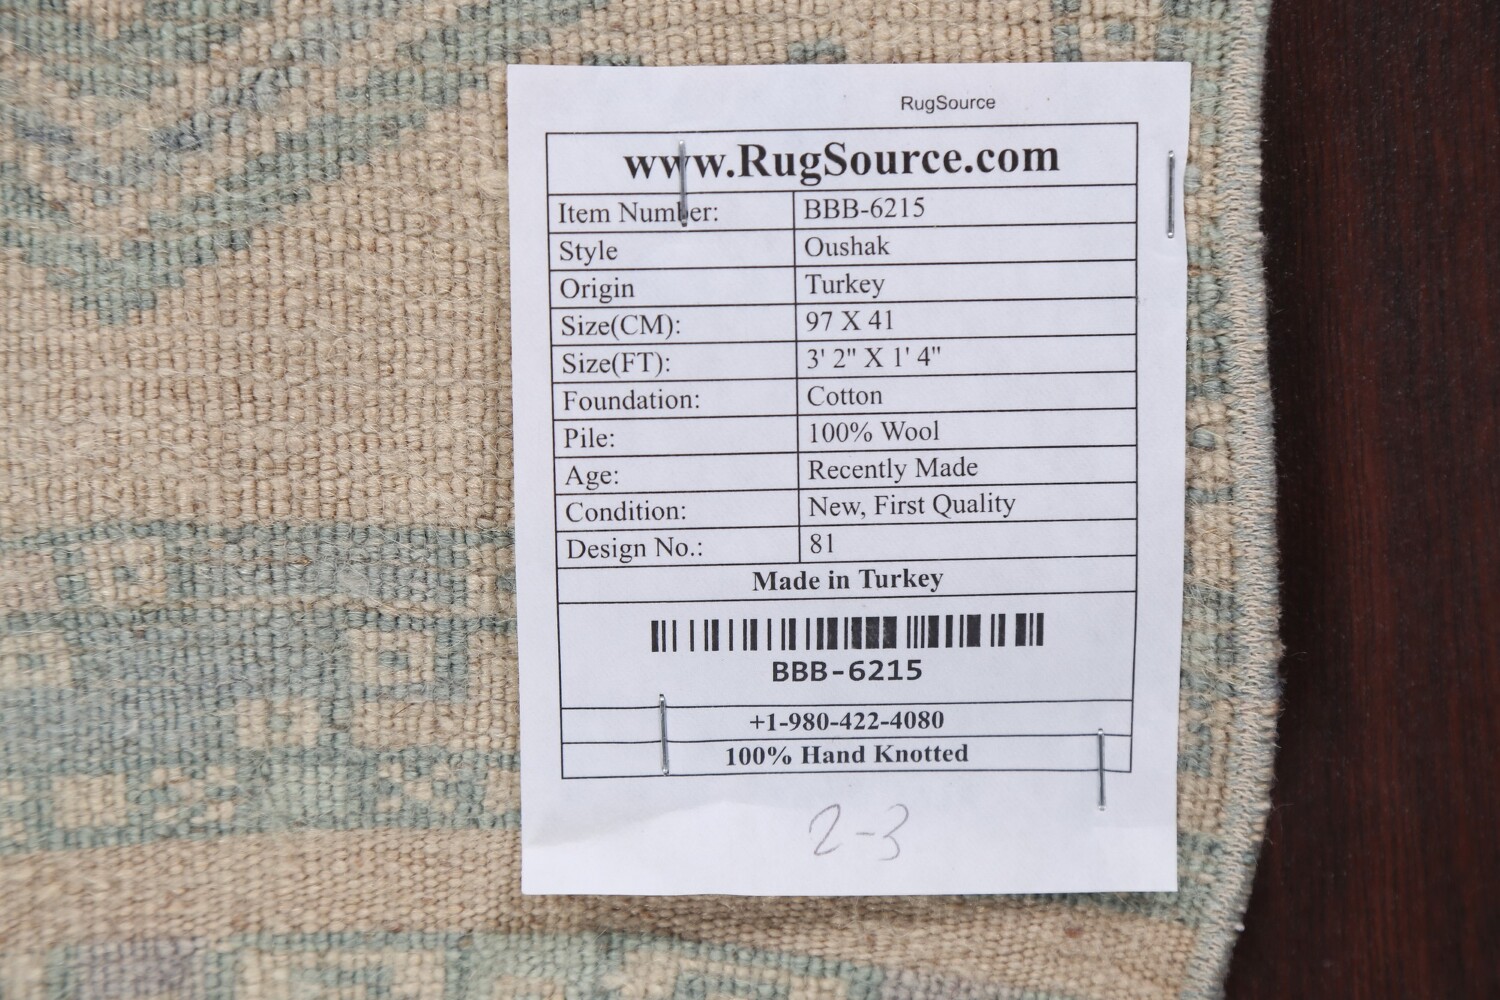 RugSource
www.RugSource.com
Item Number: BBB-6215
Style Oushak
Origin Turkey
Size(CM): 97 X 41
Size(FT): 3' 2" X 1' 4"
Foundation: Cotton
Pile: 100% Wool
Age: Recently Made
Condition: New, First Quality
Design No.: 81
Made in Turkey
BBB-6215
+1-980-422-4080
100% Hand Knotted
2-3